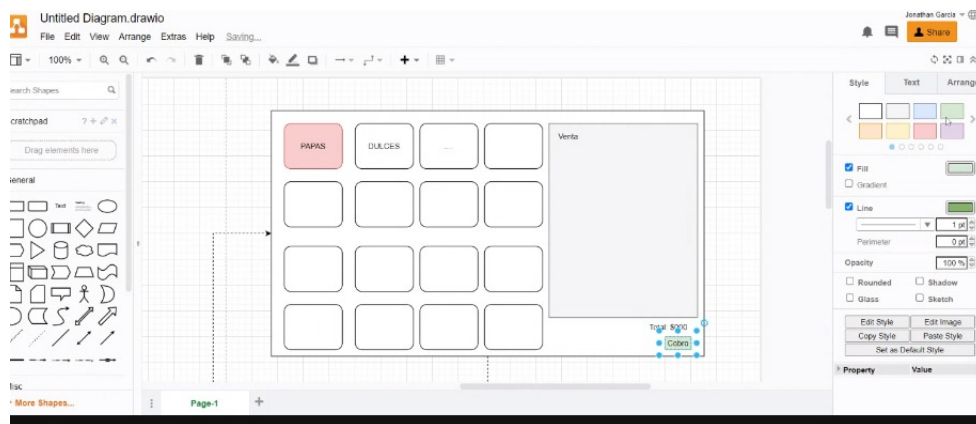 Untitled Diagram.drawio
Jonathan Garcia
File Edit View Arrange Extras Help Saving...
Share
100%
earch Shapes
cratchpad
Drag elements here
General
Text
Misc
More Shapes...
PAPAS
DULCES
.....
Venta
Total: $000
Cobro
Page-1
Style Text Arrange
Fill
Gradient
Line
1 pt
Perimeter
0 pt
Opacity
100 %
Rounded Shadow
Glass Sketch
Edit Style Edit Image
Copy Style Paste Style
Set as Default Style
Property Value